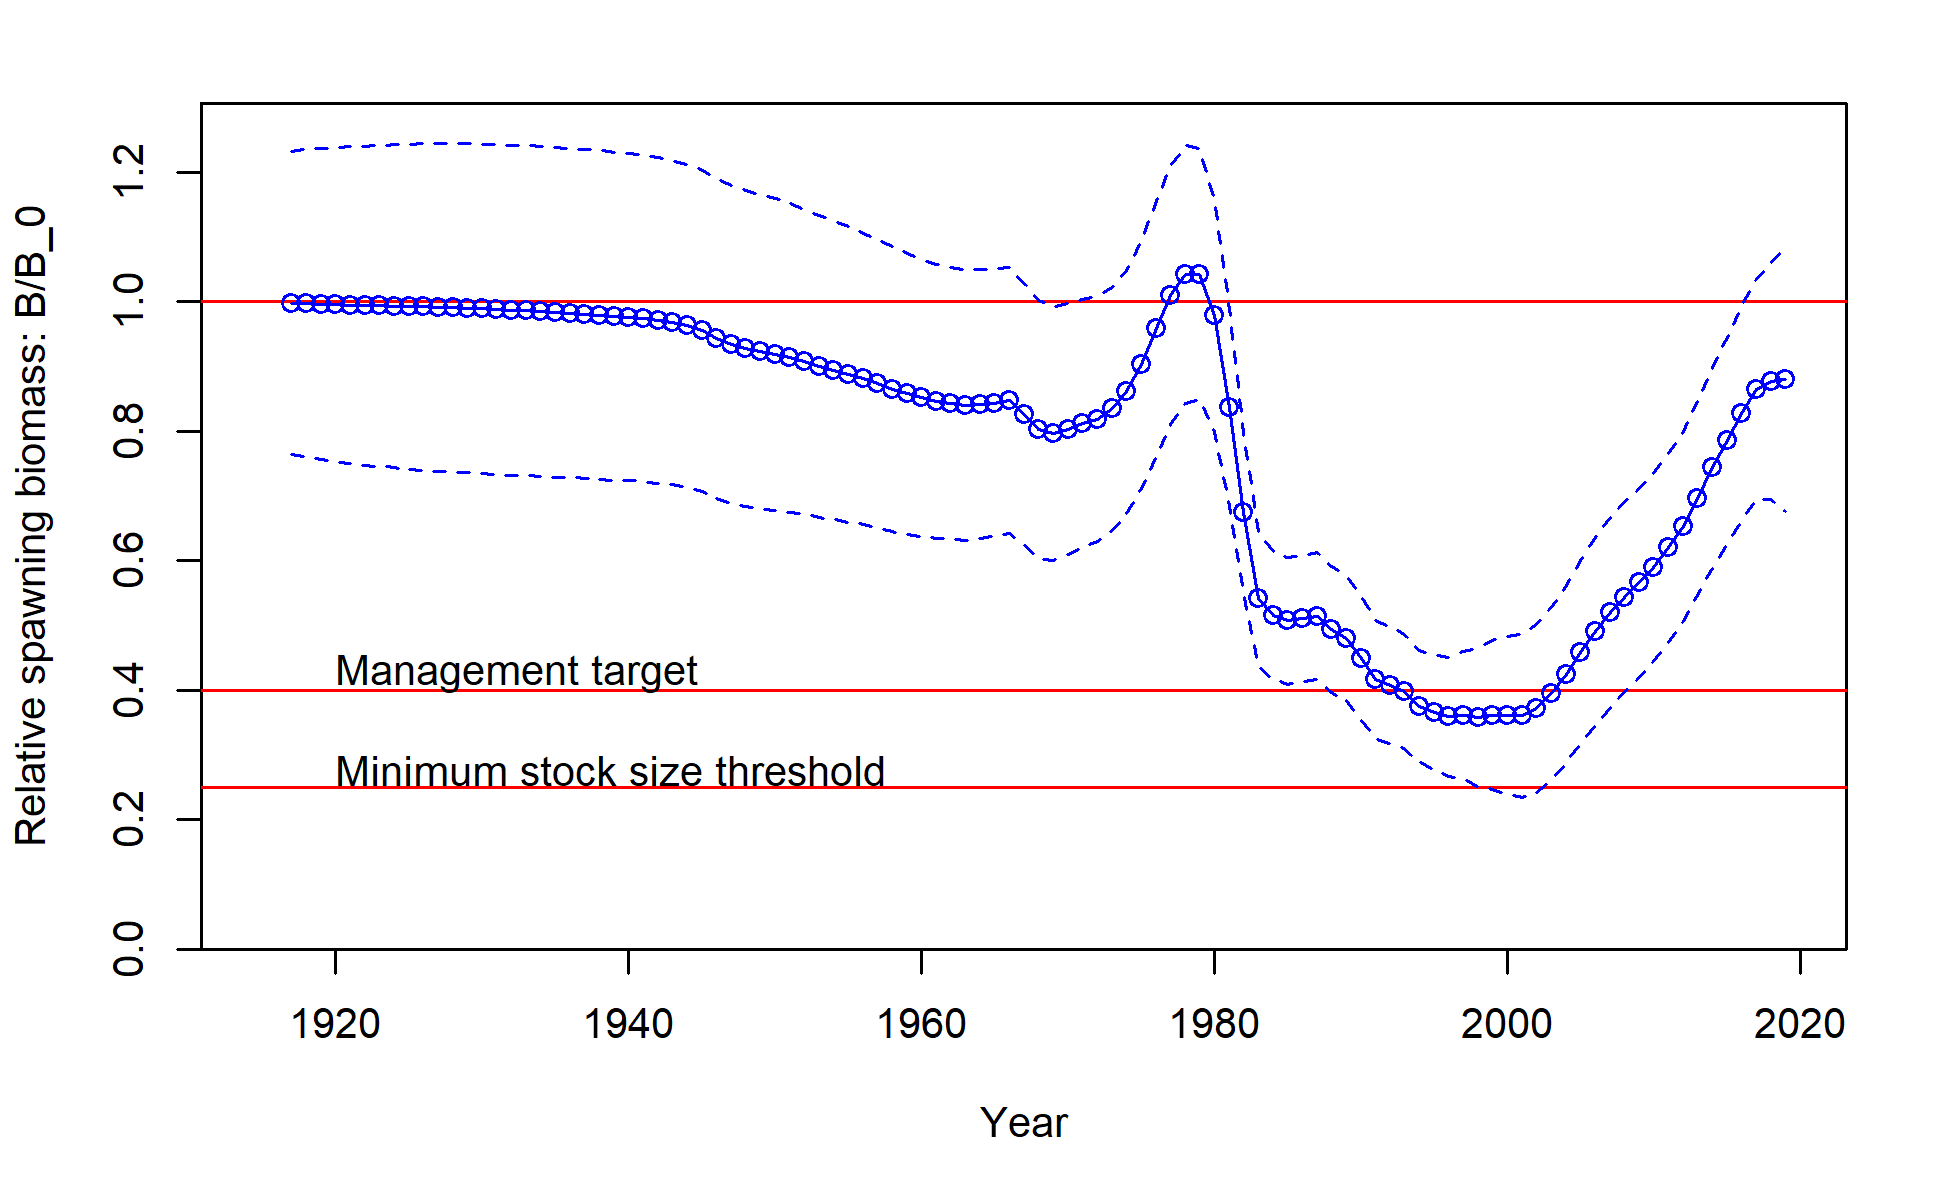 Relative spawning biomass: B/B_0
1.2
1.0
0.8
0.6
0.4
0.2
0.0
Management target
Minimum stock size threshold
1920 1940 1960 1980 2000 2020
Year